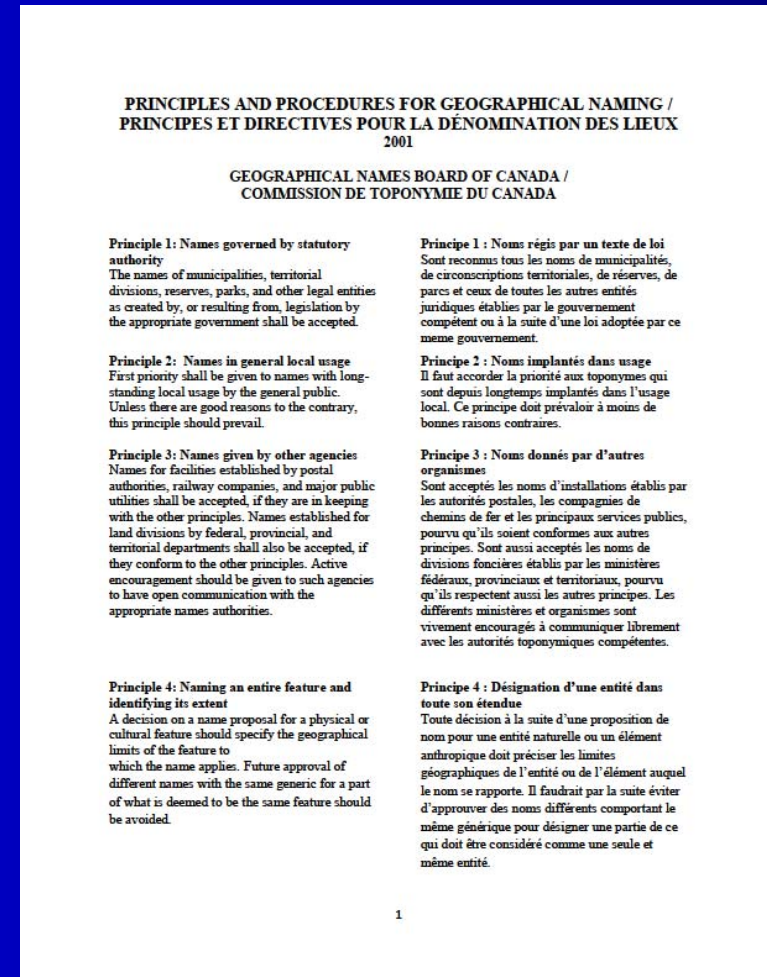 PRINCIPLES AND PROCEDURES FOR GEOGRAPHICAL NAMING /
PRINCIPES ET DIRECTIVES POUR LA DÉNOMINATION DES LIEUX
2001
GEOGRAPHICAL NAMES BOARD OF CANADA /
COMMISSION DE TOPONYMIE DU CANADA
Principle 1: Names governed by statutory
authority
The names of municipalities, territorial
divisions, reserves, parks, and other legal entities
as created by, or resulting from, legislation by
the appropriate government shall be accepted.
Principle 2: Names in general local usage
First priority shall be given to names with long-
standing local usage by the general public.
Unless there are good reasons to the contrary,
this principle should prevail.
Principle 3: Names given by other agencies
Names for facilities established by postal
authorities, railway companies, and major public
utilities shall be accepted, if they are in keeping
with the other principles. Names established for
land divisions by federal, provincial, and
territorial departments shall also be accepted, if
they conform to the other principles. Active
encouragement should be given to such agencies
to have open communication with the
appropriate names authorities.
Principle 4: Naming an entire feature and
identifying its extent
A decision on a name proposal for a physical or
cultural feature should specify the geographical
limits of the feature to
which the name applies. Future approval of
different names with the same generic for a part
of what is deemed to be the same feature should
be avoided.
Principe 1 : Noms régis par un texte de loi
Sont reconnus tous les noms de municipalités,
de circonscriptions territoriales, de réserves, de
parcs et ceux de toutes les autres entités
juridiques établies par le gouvernement
compétent ou à la suite d'une loi adoptée par ce
meme gouvernement.
Principe 2 : Noms implantés dans usage
Il faut accorder la priorité aux toponymes qui
sont depuis longtemps implantés dans l'usage
local. Ce principe doit prévaloir à moins de
bonnes raisons contraires.
Principe 3 : Noms donnés par d'autres
organismes
Sont acceptés les noms d'installations établis par
les autorités postales, les compagnies de
chemins de fer et les principaux services publics,
pourvu qu'ils soient conformes aux autres
principes. Sont aussi acceptés les noms de
divisions foncières établis par les ministères
fédéraux, provinciaux et territoriaux, pourvu
qu'ils respectent aussi les autres principes. Les
différents ministères et organismes sont
vivement encouragés à communiquer librement
avec les autorités toponymiques compétentes.
Principe 4 : Désignation d'une entité dans
toute son étendue
Toute décision à la suite d'une proposition de
nom pour une entité naturelle ou un élément
anthropique doit préciser les limites
géographiques de l'entité ou de l'élément auquel
le nom se rapporte. Il faudrait par la suite éviter
d'approuver des noms différents comportant le
même générique pour désigner une partie de ce
qui doit être considéré comme une seule et
même entité.
1